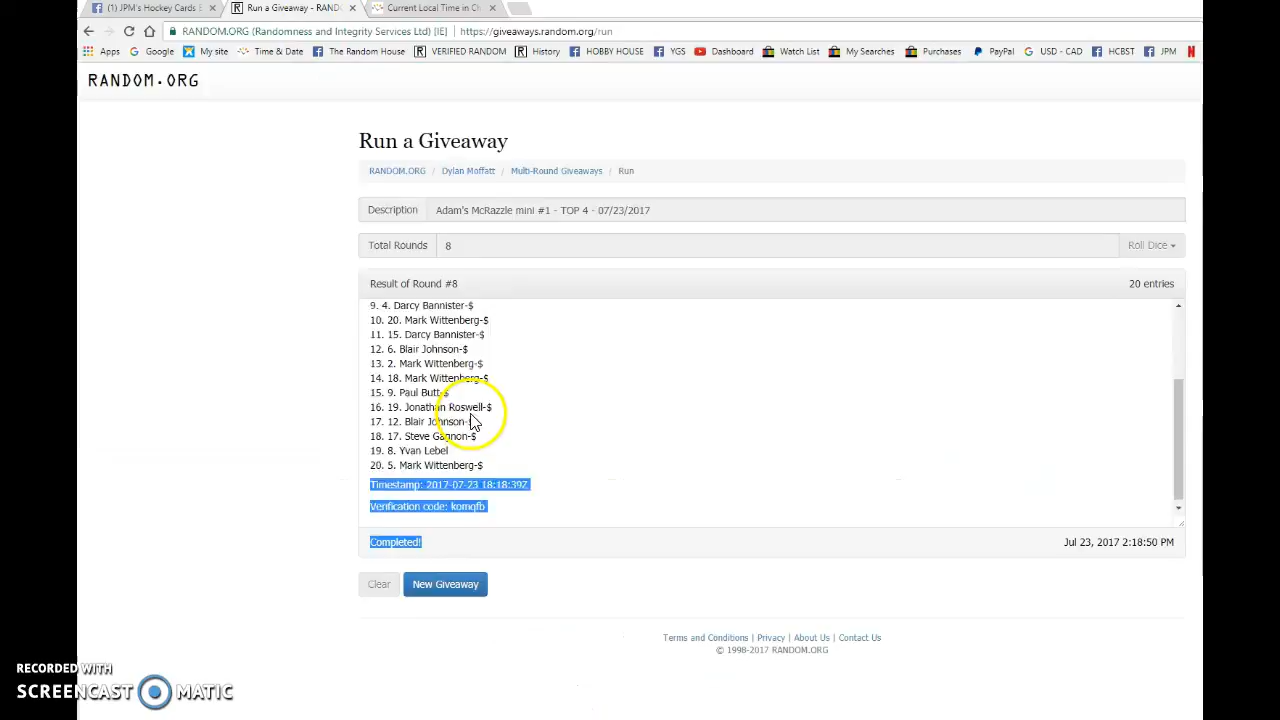 (1) JPM's Hockey Cards
Run a Giveaway - RAND
Current Local Time in
RANDOM.ORG (Randomness and Integrity Services Ltd) [IE]
https://giveaways.random.org/run
Apps
Google
My site
Time & Date
The Random House
VERIFIED RANDOM
History
HOBBY HOUSE
YGS
Dashboard
Watch List
My Searches
Purchases
PayPal
USD - CAD
HCBST
JPM
RANDOM.ORG
Run a Giveaway
RANDOM.ORG / Dylan Moffatt / Multi-Round Giveaways / Run
Description Adam's McRazzle mini #1 - TOP 4 - 07/23/2017
Total Rounds 8 Roll Dice
Result of Round #8 20 entries
9. 4. Darcy Bannister-$
10. 20. Mark Wittenberg-$
11. 15. Darcy Bannister-$
12. 6. Blair Johnson-$
13. 2. Mark Wittenberg-$
14. 18. Mark Wittenberg-$
15. 9. Paul Butt-$
16. 19. Jonathan Roswell-$
17. 12. Blair Johnson-
18. 17. Steve Gagnon-$
19. 8. Yvan Lebel
20. 5. Mark Wittenberg-$
Timestamp: 2017-07-23 18:18:39Z
Verification code: komqfb
Completed! Jul 23, 2017 2:18:50 PM
Clear New Giveaway
Terms and Conditions | Privacy | About Us | Contact Us
© 1998-2017 RANDOM.ORG
RECORDED WITH
SCREENCAST MATIC